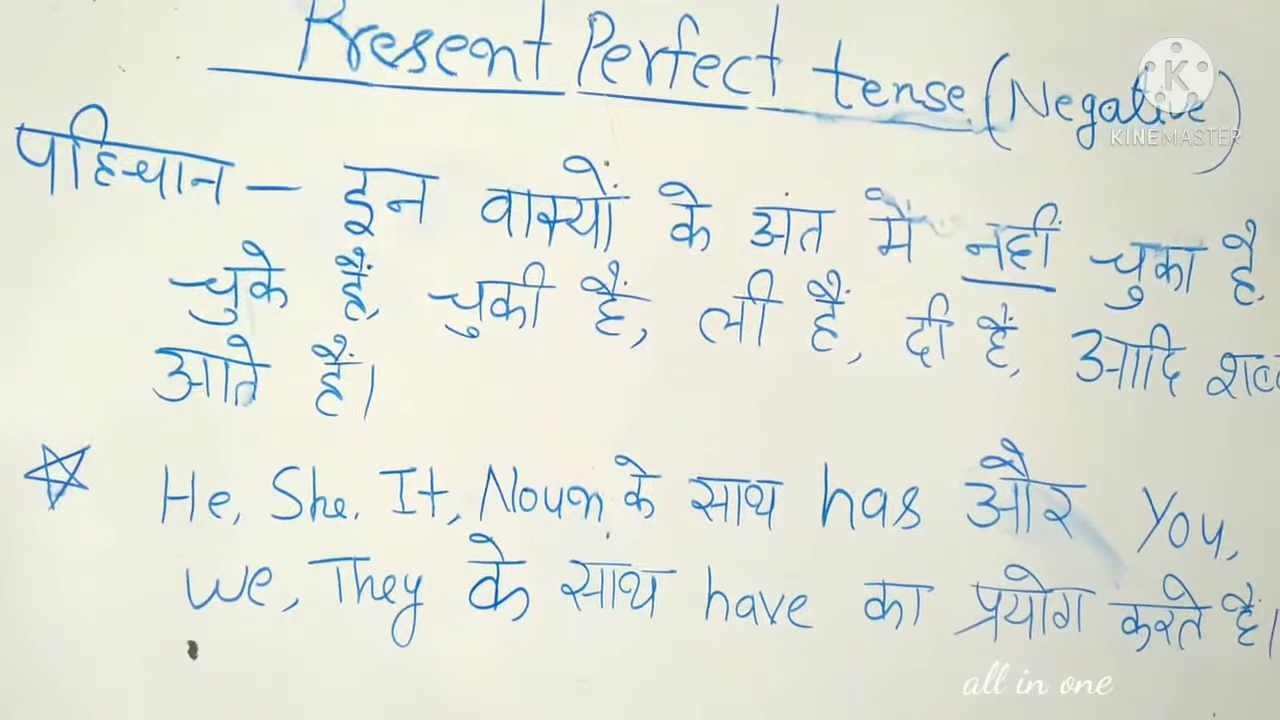 Present Perfect tense (Negative)
KINEMASTER
पहिचान – इन वाक्यों के अंत में नहीं चुका है,
चुके हैं, चुकी हैं, ली हैं, दी हैं, आदि शब्द
आते हैं।
☆ He, She, It, Noun के साथ has और You,
We, They के साथ have का प्रयोग करते हैं।
all in one